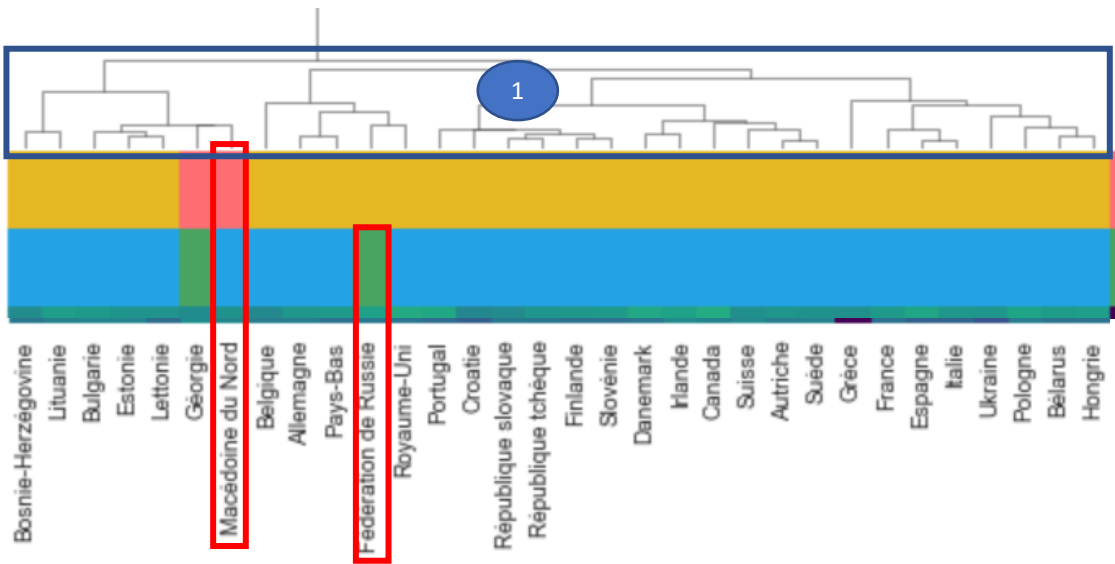 1
Bosnie-Herzégovine
Lituanie
Bulgarie
Estonie
Lettonie
Géorgie
Macédoine du Nord
Belgique
Allemagne
Pays-Bas
Fédération de Russie
Royaume-Uni
Portugal
Croatie
République slovaque
République tchèque
Finlande
Slovénie
Danemark
Irlande
Canada
Suisse
Autriche
Suède
Grèce
France
Espagne
Italie
Ukraine
Pologne
Bélarus
Hongrie